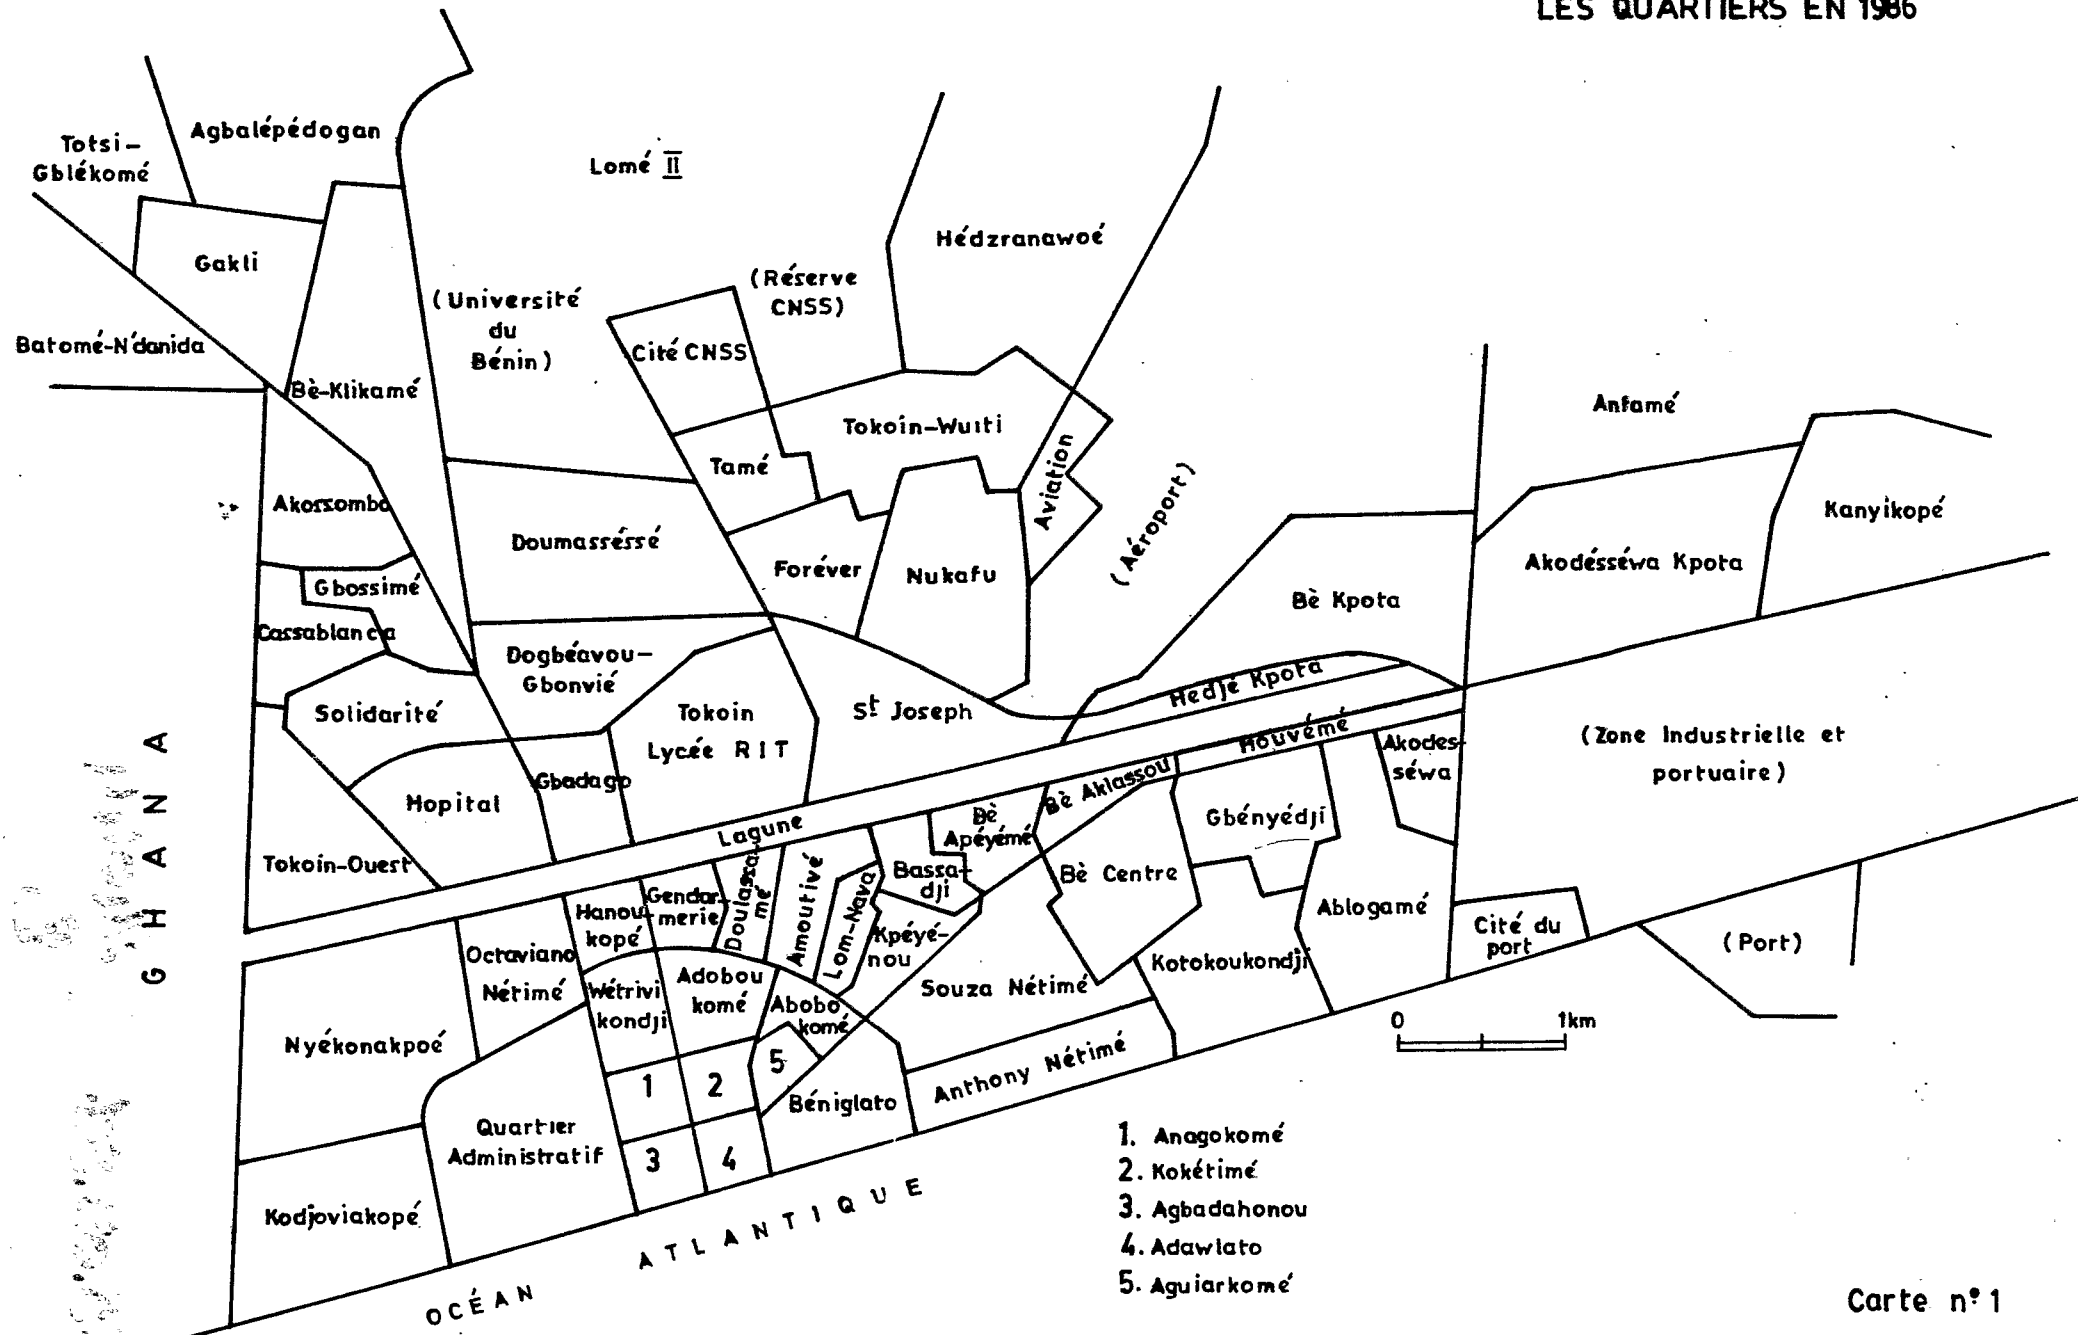 LES QUARTIERS EN 1986
Agbalépédogan
Totsi–
Gblékomé
Lomé II
Hédzranawoé
Gakli
(Réserve
CNSS)
(Université
du
Bénin)
Batomé-N'danida
Cité CNSS
Bè-Klikamé
Anfamé
Tokoin-Wuiti
Tamé
Aviation
(Aéroport)
Akossombo
Kanyikopé
Doumasséssé
Foréver
Nukafu
Akodésséwa Kpota
Gbossimé
Bè Kpota
Cassablanca
Dogbéavou–
Gbonvié
Hedjé Kpota
Solidarité
Tokoin
Lycée RIT
St Joseph
Houvémé
Akodes-
séwa
(Zone Industrielle et
portuaire)
Gbadago
Hopital
Bè Aklassou
Gbényédji
Lagune
Bè
Apéyémé
Tokoin-Ouest
Bassa-
dji
Bè Centre
GHANA
Hanou-
kopé
Gendar-
merie
Doulassa-
mé
Amoutivé
Lom-Nava
Kpéyé-
nou
Ablogamé
Cité du
port
(Port)
Octaviano
Nétimé
Wétrivi
kondji
Adobou
komé
Abobo
komé
Souza Nétimé
Kotokoukondji
0 1km
Nyékonakpoé
1
2
5
Béniglato
Anthony Nétimé
Quartier
Administratif
3
4
Kodjoviakopé
OCÉAN ATLANTIQUE
1. Anagokomé
2. Kokétimé
3. Agbadahonou
4. Adawlato
5. Aguiarkomé
Carte n° 1